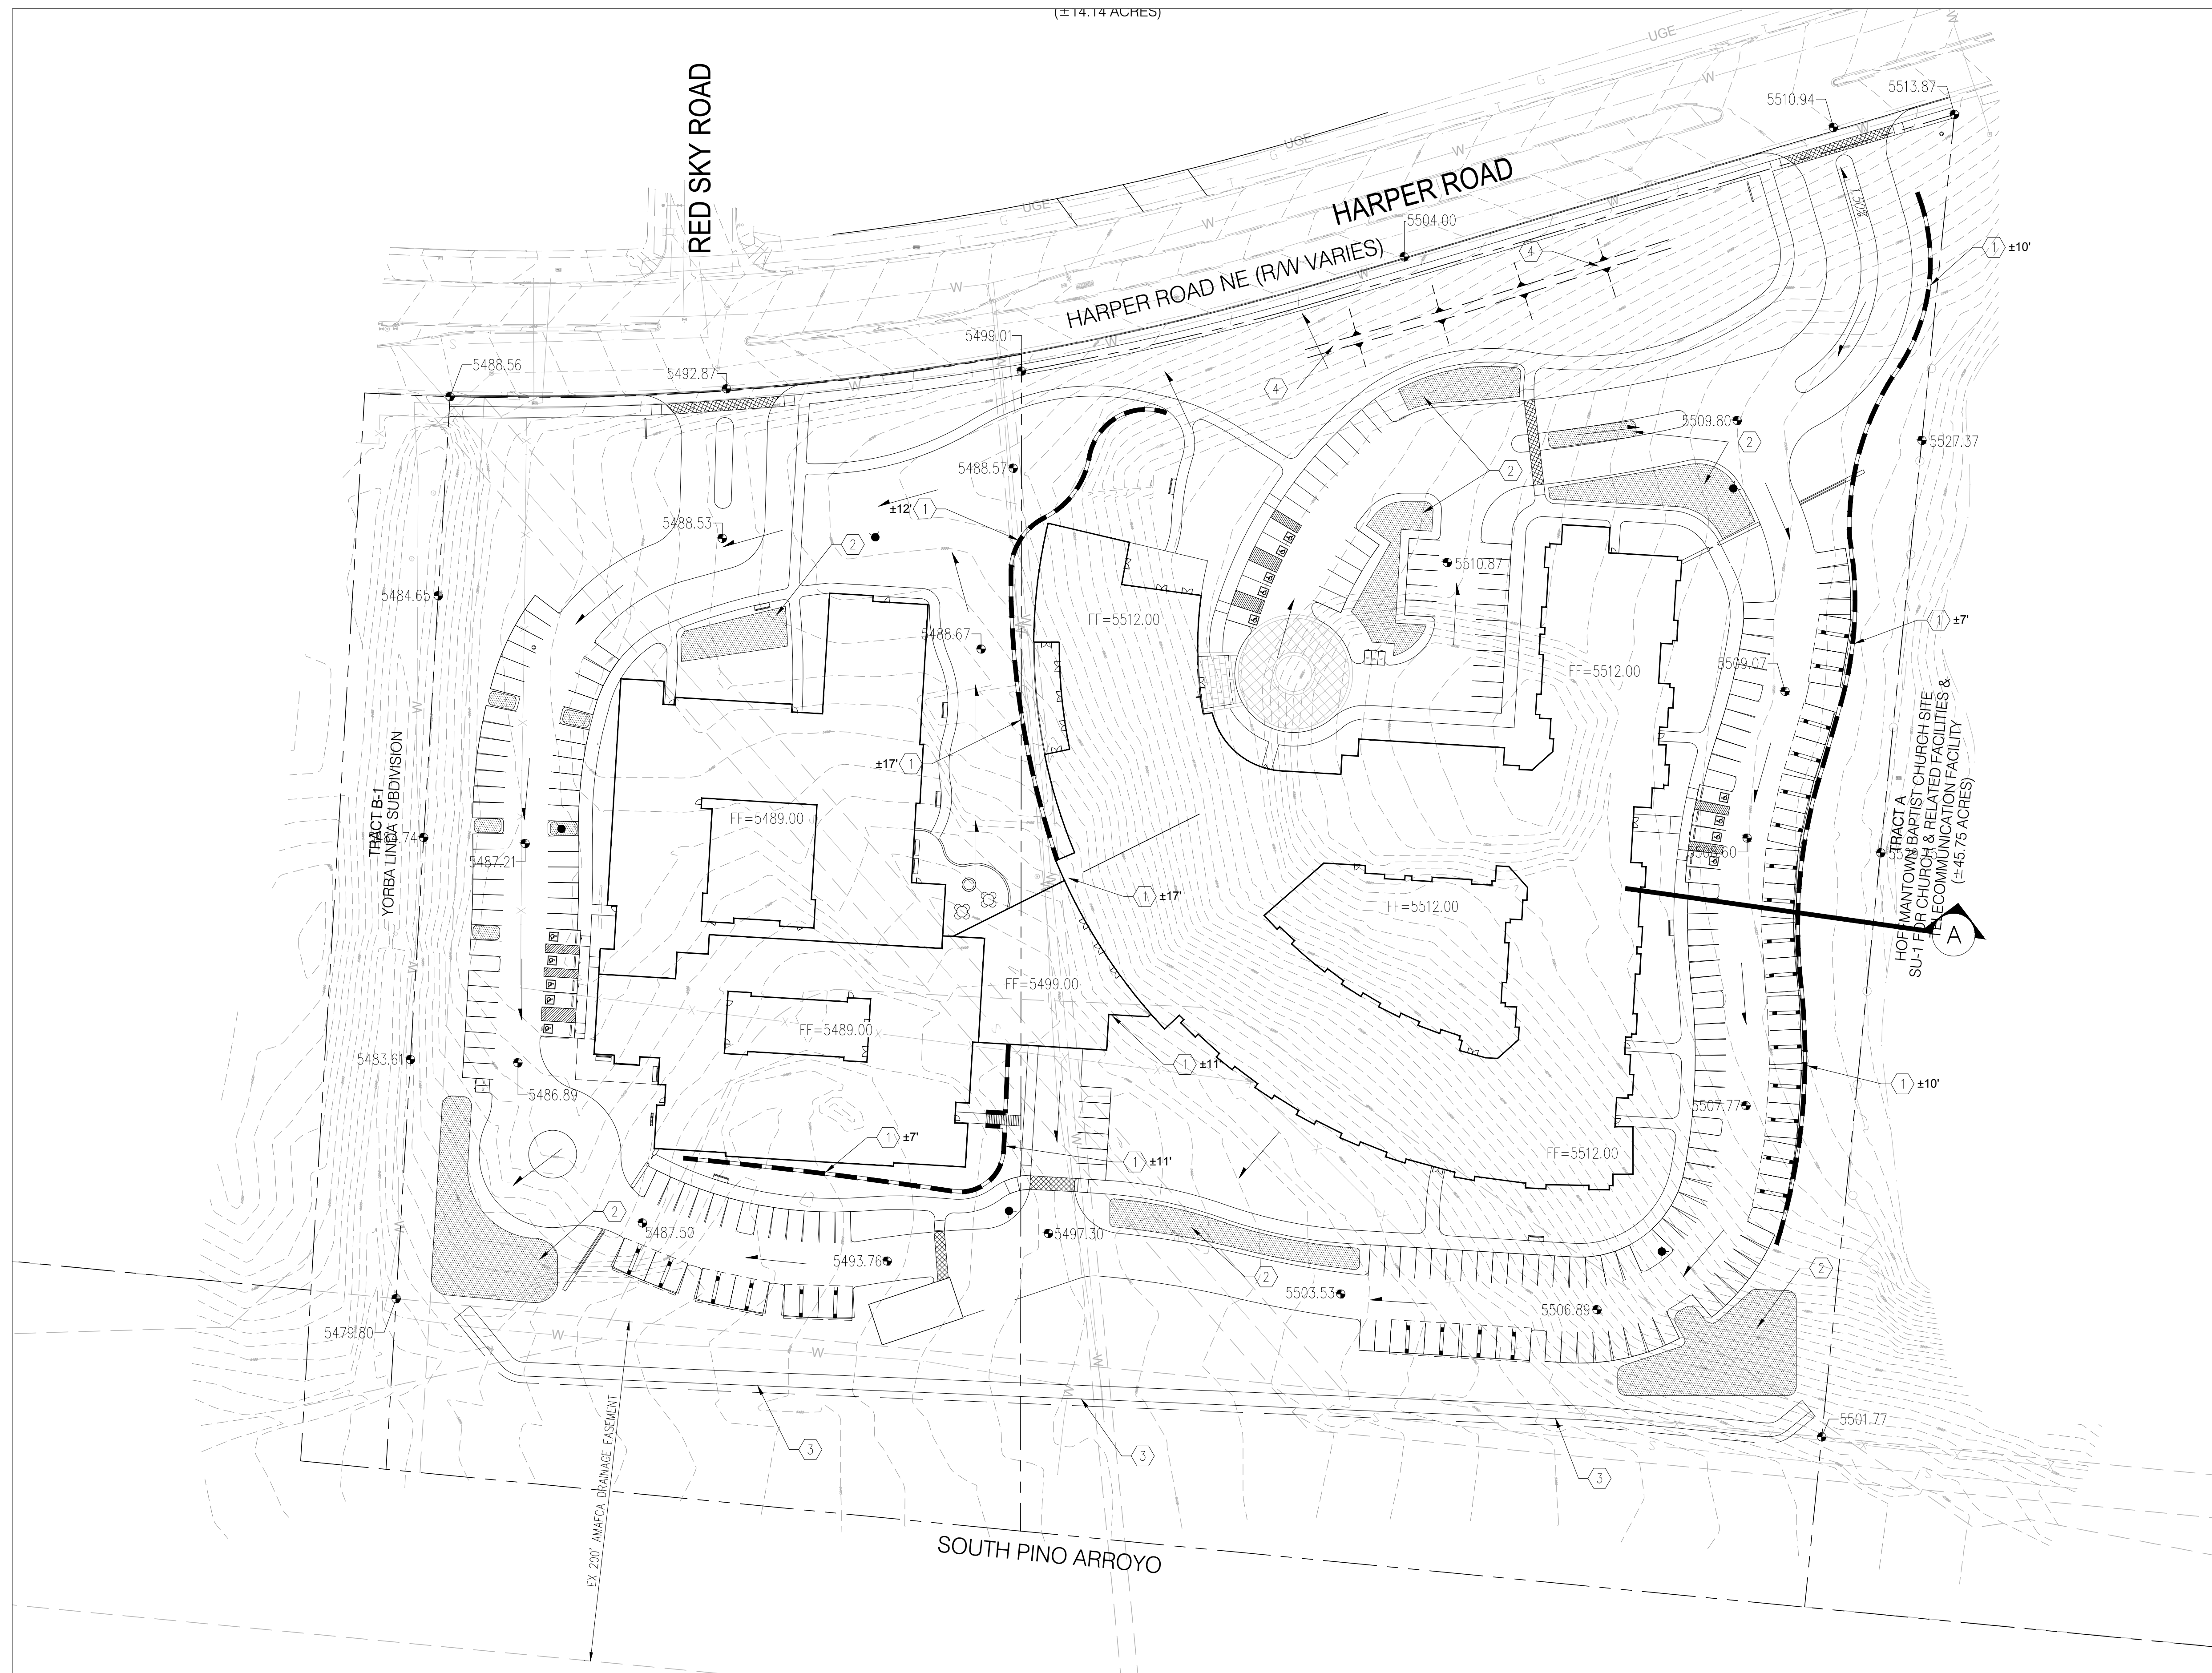 (±14.14 ACRES)
RED SKY ROAD
HARPER ROAD
HARPER ROAD NE (R/W VARIES)
UGE
UGE
UGE
5513.87
5510.94
5504.00
5499.01
5492.87
5488.56
1.50%
1 ±10'
4
4
5488.57
±12' 1
5488.53
2
2
2
5509.80
5527.37
5510.87
5484.65
FF=5512.00
5488.67
FF=5512.00
5509.07
1 ±7'
±17' 1
FF=5489.00
5487.21
TRACT B-1
YORBA LINDA SUBDIVISION
1 ±17'
FF=5512.00
TRACT A
HOFFMANTOWN BAPTIST CHURCH SITE
SU-1 FOR CHURCH & RELATED FACILITIES &
TELECOMMUNICATION FACILITY
(±45.75 ACRES)
A
FF=5499.00
FF=5489.00
5483.61
5486.89
1 ±11'
1 ±10'
5507.77
1 ±7'
1 ±11'
FF=5512.00
2
5487.50
5493.76
5497.30
2
5503.53
5506.89
2
5479.80
5501.77
3
3
3
EX 200' AMAFCA DRAINAGE EASEMENT
SOUTH PINO ARROYO